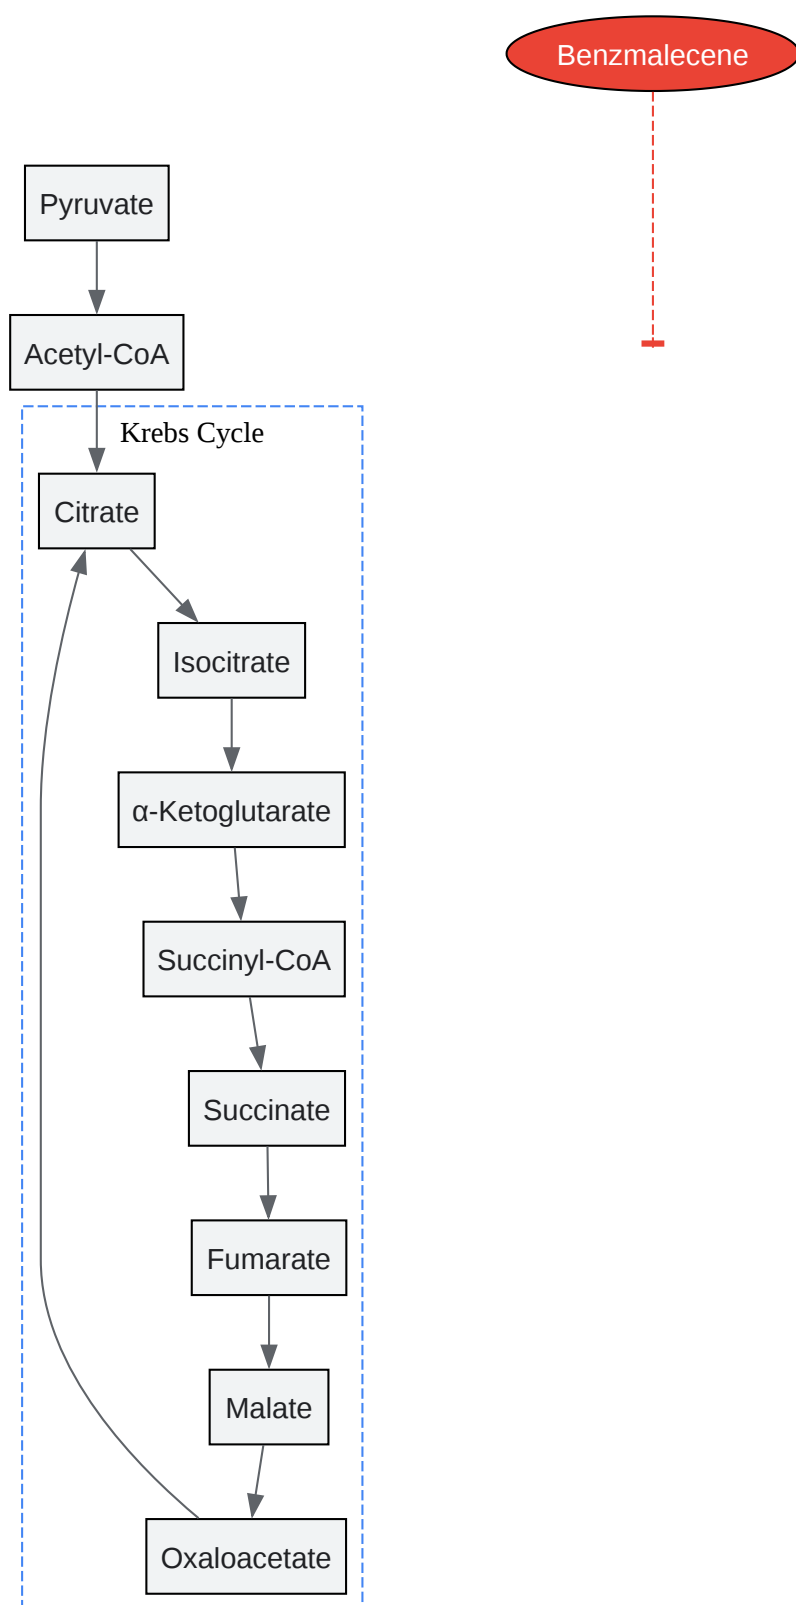 Benzmalecene
Pyruvate
Acetyl-CoA
Krebs Cycle
Citrate
Isocitrate
α-Ketoglutarate
Succinyl-CoA
Succinate
Fumarate
Malate
Oxaloacetate